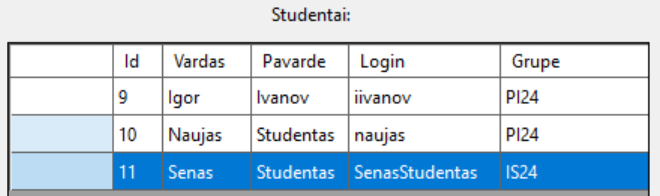 Studentai:
Id Vardas Pavarde Login Grupe
9 Igor Ivanov iivanov PI24
10 Naujas Studentas naujas PI24
11 Senas Studentas SenasStudentas IS24